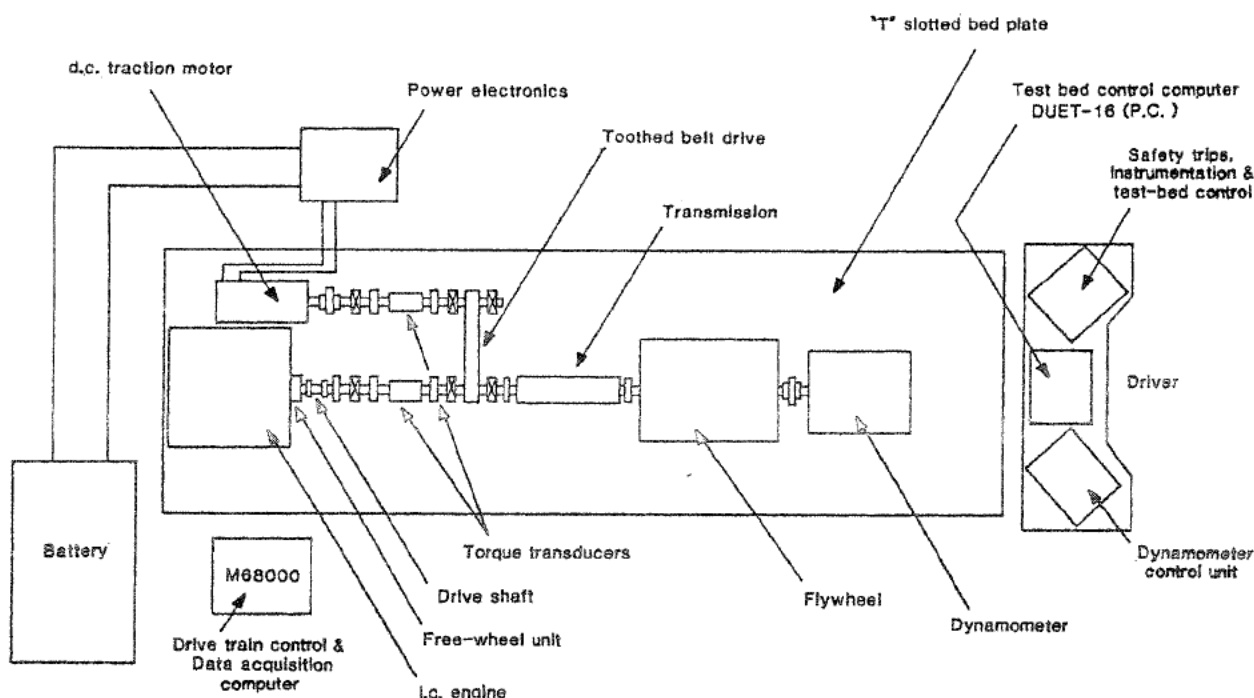 "T" slotted bed plate
d.c. traction motor
Power electronics
Test bed control computer
DUET-16 (P.C. )
Toothed belt drive
Safety trips,
instrumentation &
test-bed control
Transmission
Driver
Battery
M68000
Torque transducers
Dynamometer
control unit
Drive shaft
Flywheel
Dynamometer
Free-wheel unit
Drive train control &
Data acquisition
computer
i.c. engine